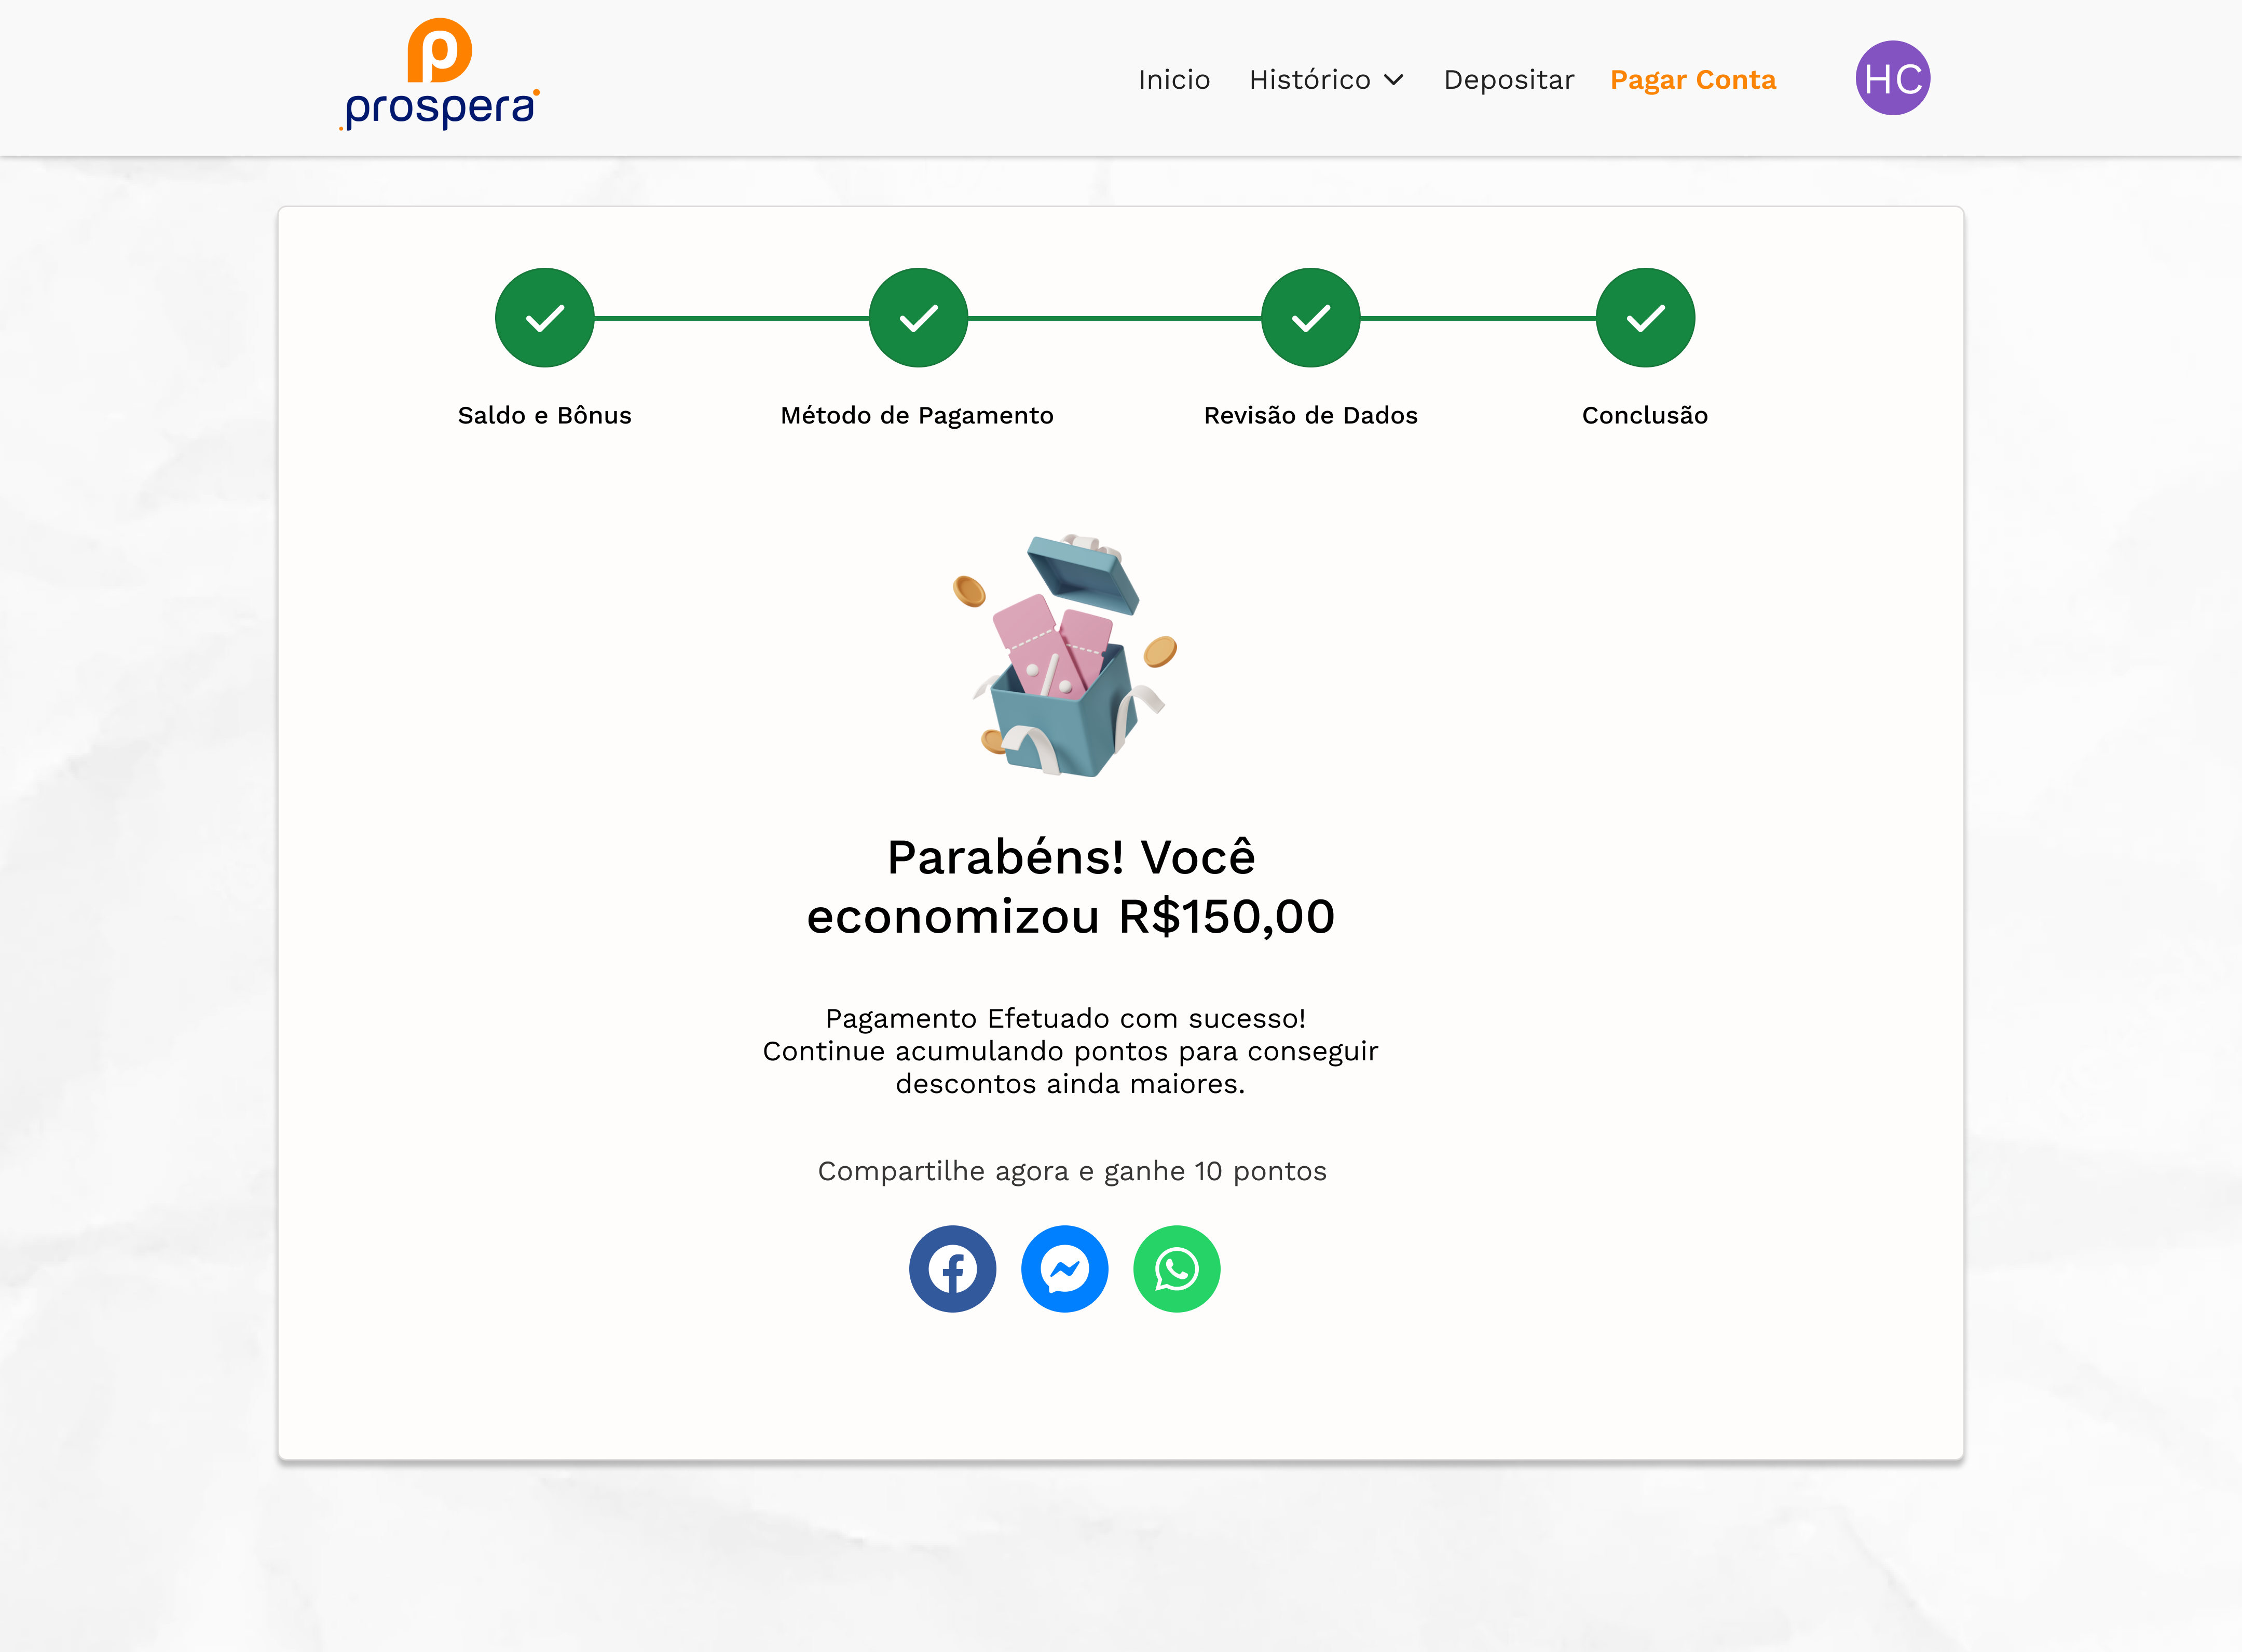 prospera
Inicio Histórico Depositar Pagar Conta HC
Saldo e Bônus Método de Pagamento Revisão de Dados Conclusão
Parabéns! Você
economizou R$150,00
Pagamento Efetuado com sucesso!
Continue acumulando pontos para conseguir
descontos ainda maiores.
Compartilhe agora e ganhe 10 pontos